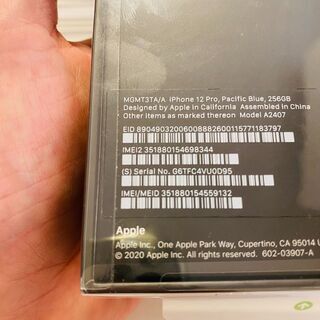 MGMT3TA/A iPhone 12 Pro, Pacific Blue, 256GB
Designed by Apple in California Assembled in China
Other items as marked thereon Model A2407
EID 89049032006008882600115771183797
IMEI2 351880154698344
(S) Serial No. G6TFC4VU0D95
IMEI/MEID 351880154559132
Apple
Apple Inc., One Apple Park Way, Cupertino, CA 95014 U
© 2020 Apple Inc. All rights reserved. 602-03907-A